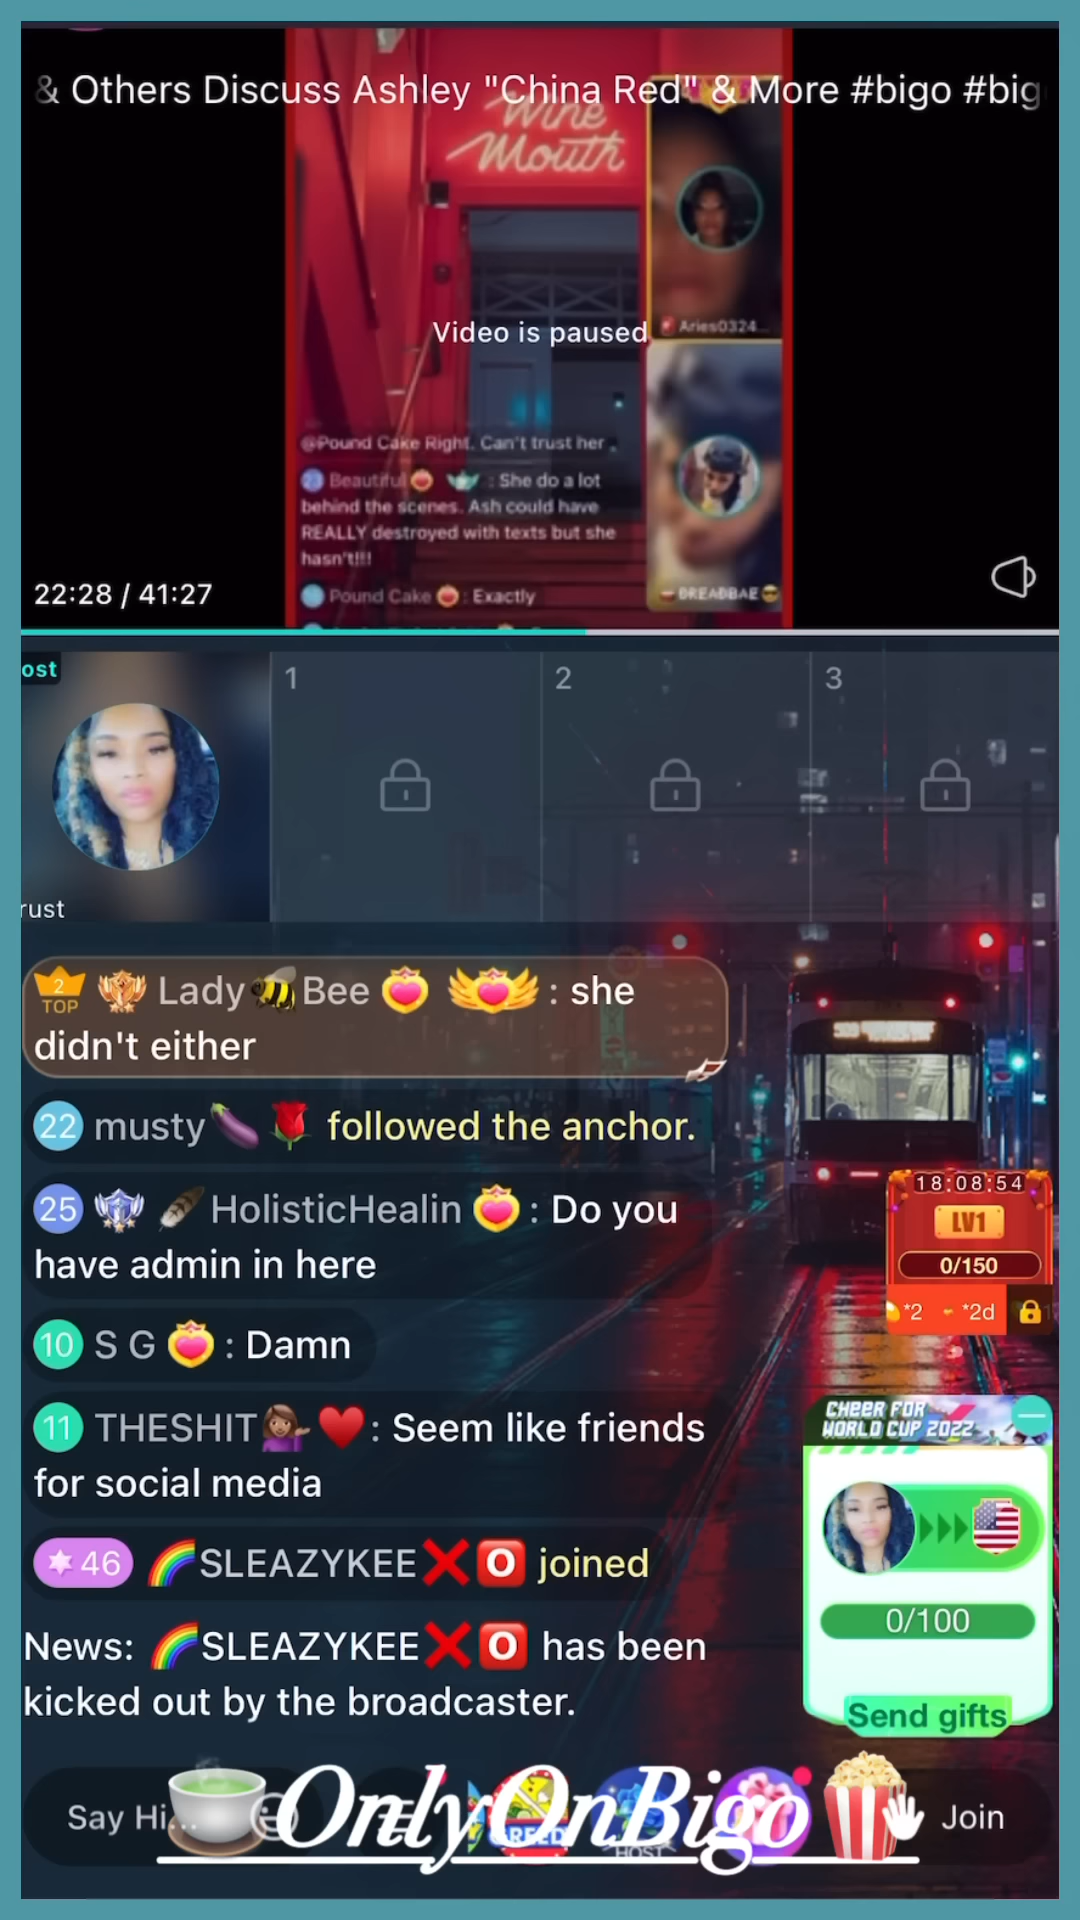 & Others Discuss Ashley "China Red" & More #bigo #big
Wine
Mouth
Aries0324...
Video is paused
@Pound Cake Right. Can't trust her .
23 Beautiful : She do a lot
behind the scenes. Ash could have
REALLY destroyed with texts but she
hasn't!!!
BREADBAE
Pound Cake : Exactly
22:28 / 41:27
ost
1
2
3
rust
2
TOP
Lady Bee : she
didn't either
22 musty followed the anchor.
25 HolisticHealin : Do you
have admin in here
18:08:54
LV1
0/150
*2 *2d
10 S G : Damn
11 THESHIT : Seem like friends
for social media
CHEER FOR
WORLD CUP 2022
46 SLEAZYKEE❌🅾 joined
0/100
News: SLEAZYKEE❌🅾 has been
kicked out by the broadcaster.
Send gifts
Say Hi...
OnlyOnBigo
GREEDY
HOST
Join